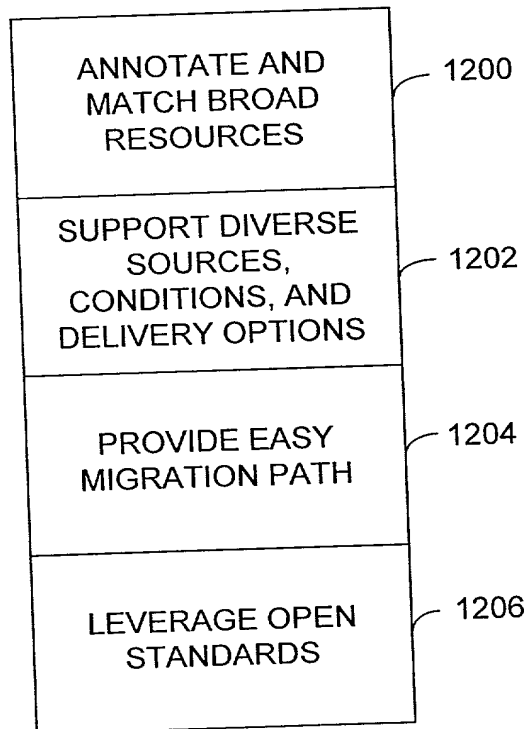 ANNOTATE AND
MATCH BROAD
RESOURCES
1200
SUPPORT DIVERSE
SOURCES,
CONDITIONS, AND
DELIVERY OPTIONS
1202
PROVIDE EASY
MIGRATION PATH
1204
LEVERAGE OPEN
STANDARDS
1206